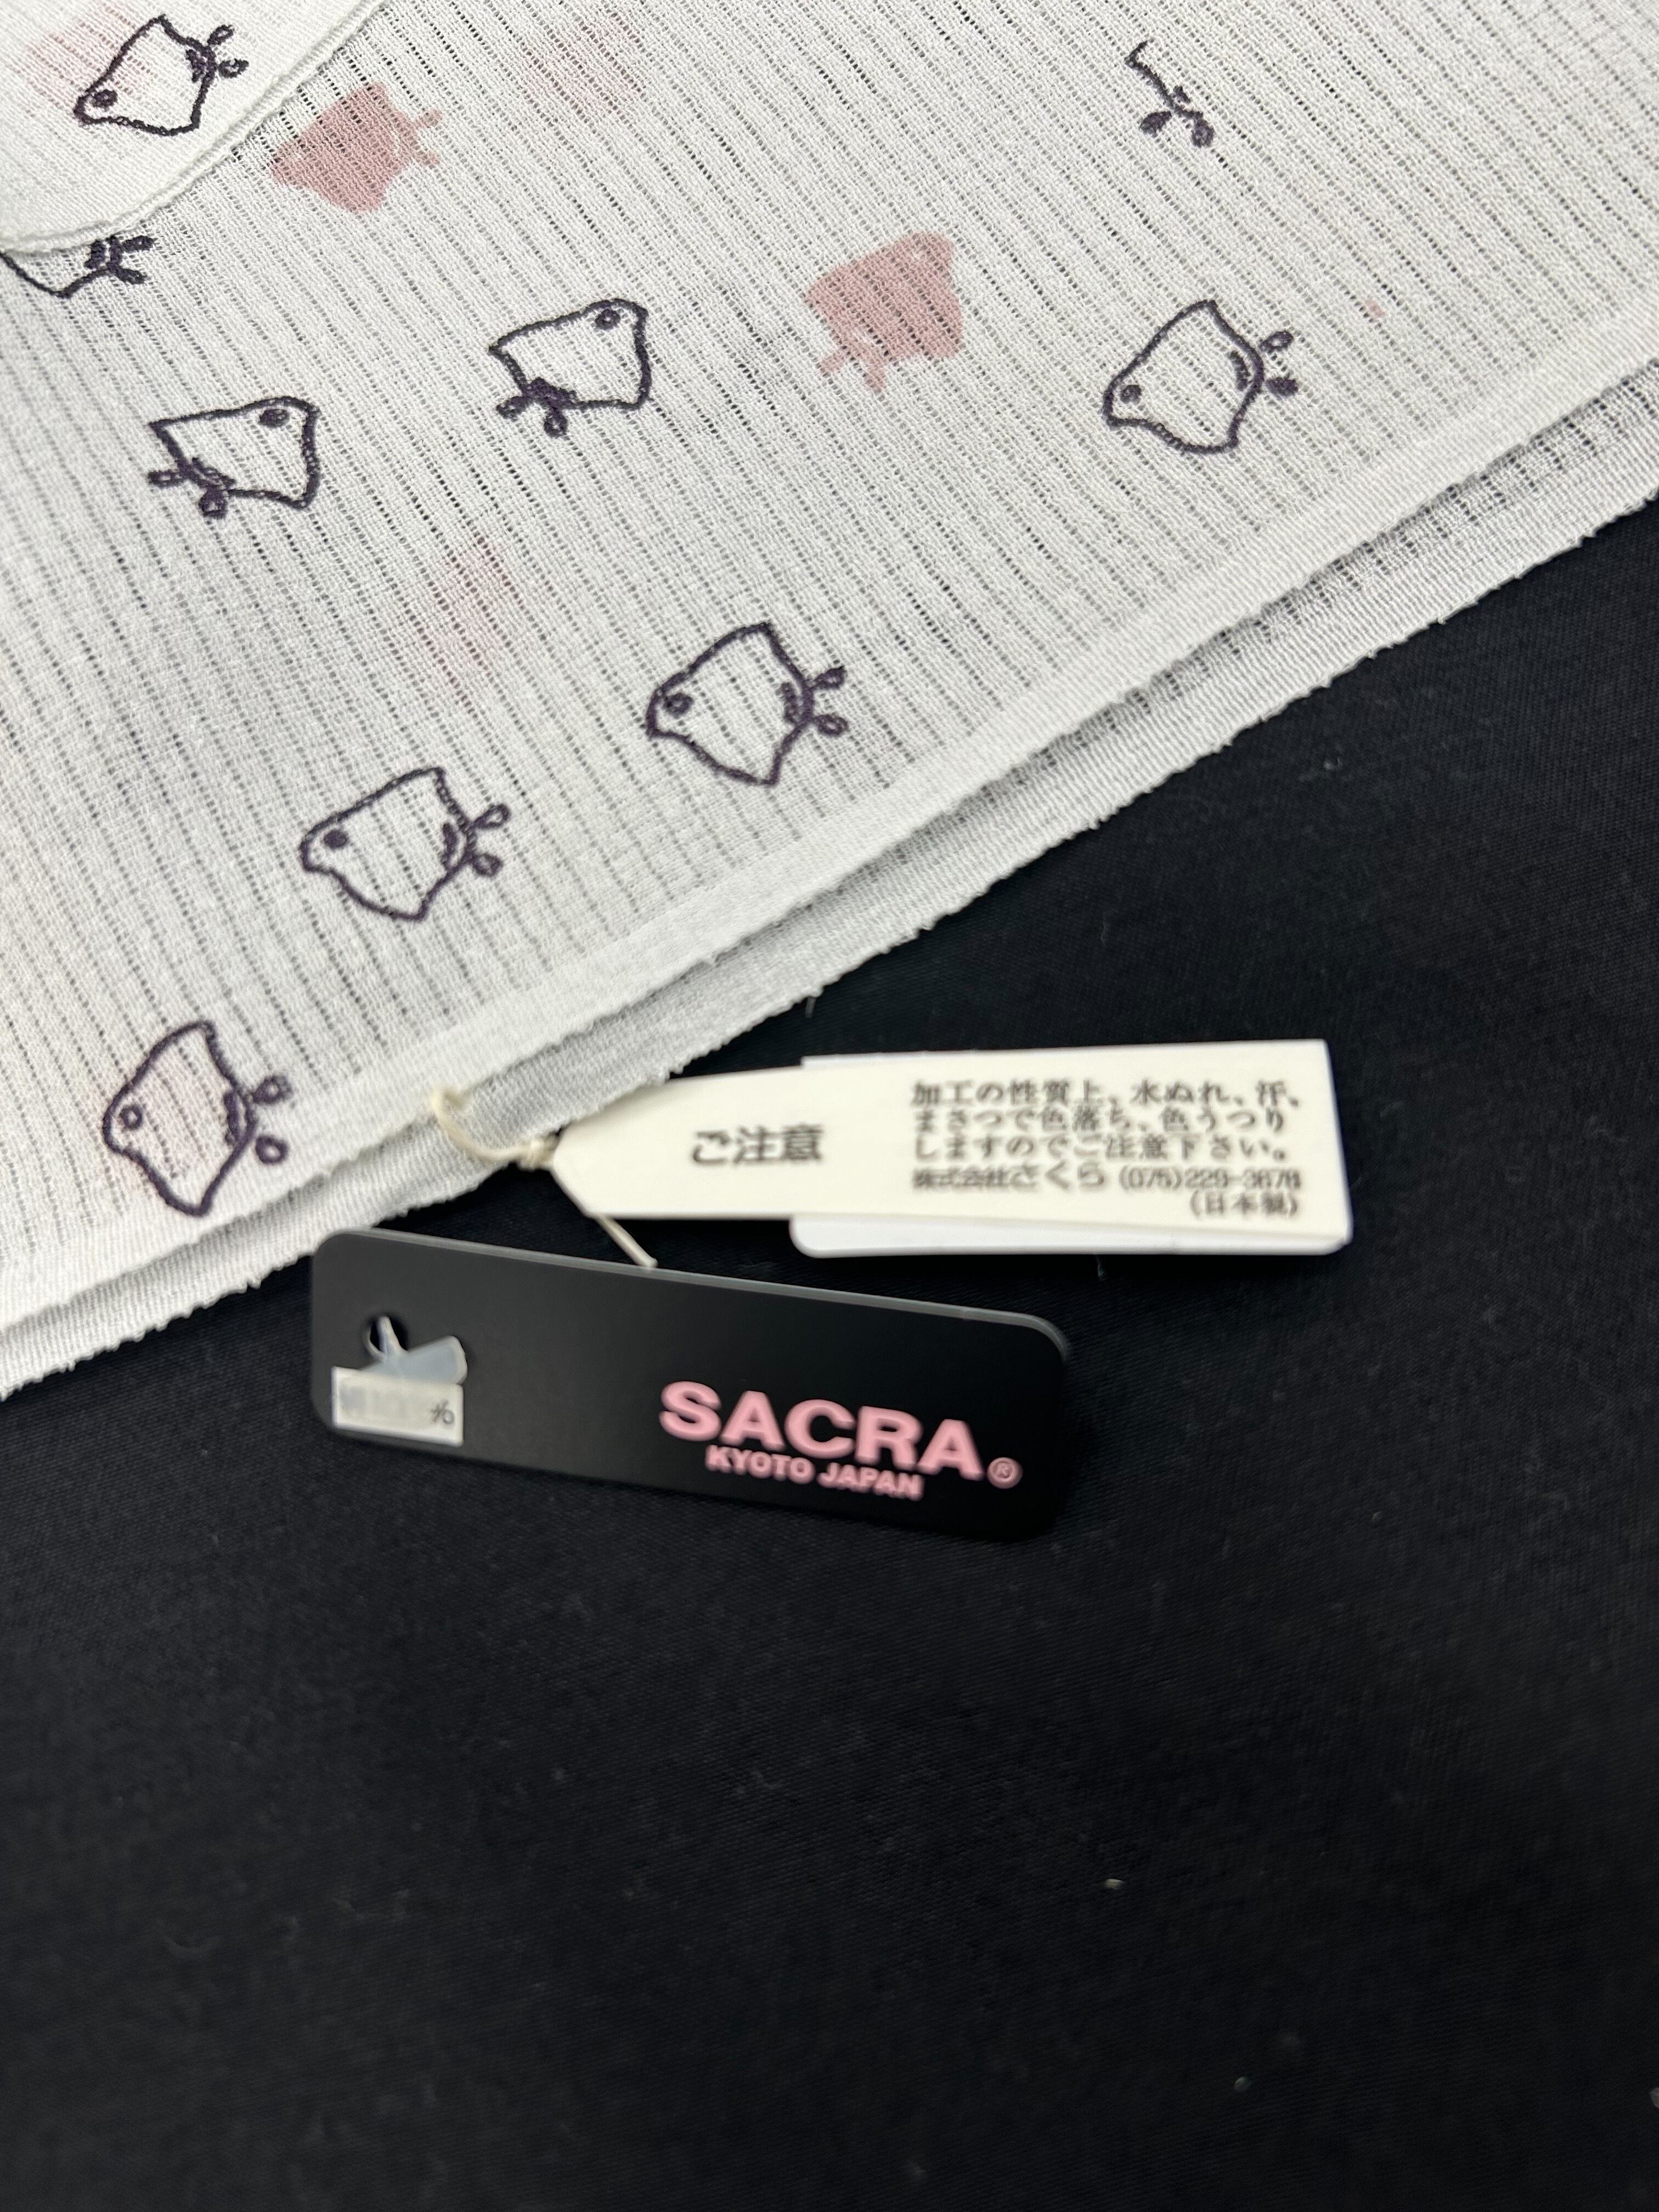 ご注意
加工の性質上、水ぬれ、汗、
まさつで色落ち、色うつり
しますのでご注意下さい。
株式会社さくら (075)229-3678
(日本製)
SACRA®
KYOTO JAPAN